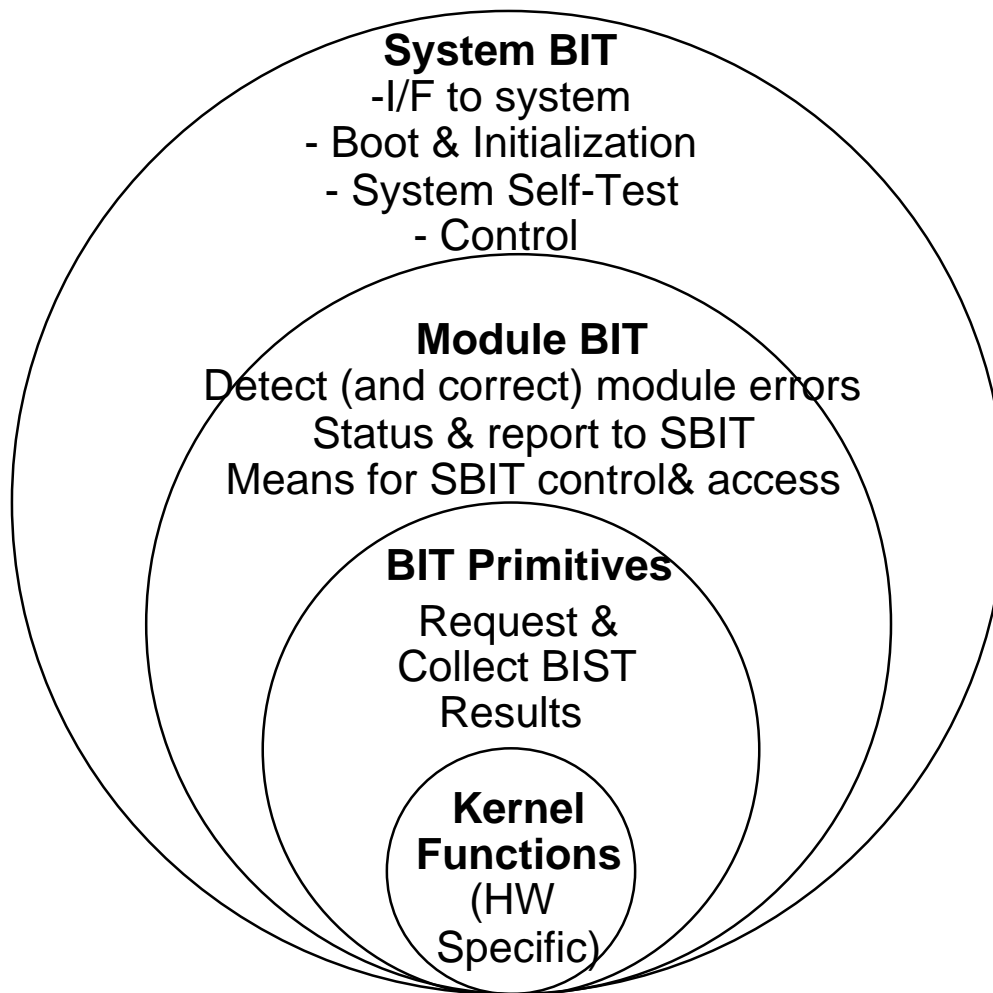 System BIT
-I/F to system
- Boot & Initialization
- System Self-Test
- Control
Module BIT
Detect (and correct) module errors
Status & report to SBIT
Means for SBIT control& access
BIT Primitives
Request &
Collect BIST
Results
Kernel
Functions
(HW
Specific)